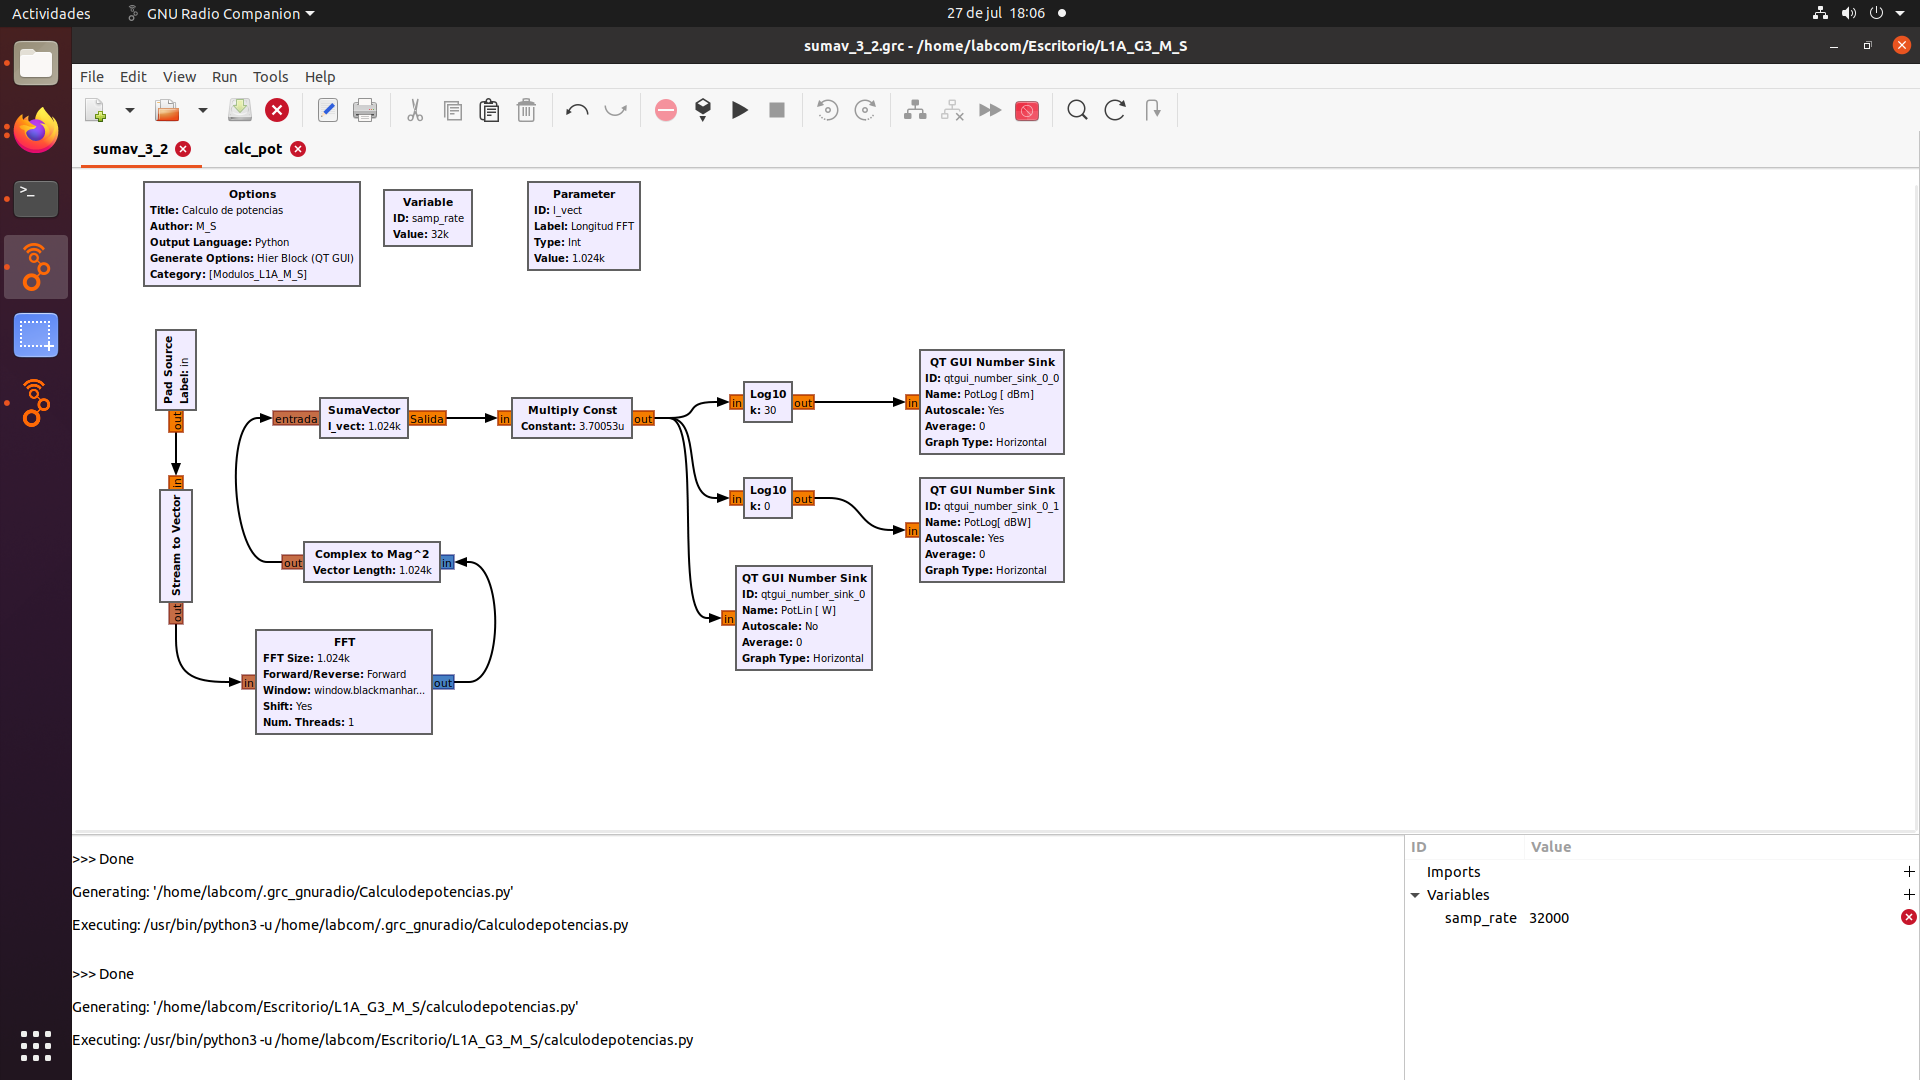 Actividades
GNU Radio Companion
27 de jul 18:06
sumav_3_2.grc - /home/labcom/Escritorio/L1A_G3_M_S
File Edit View Run Tools Help
sumav_3_2
calc_pot
Options
Title: Calculo de potencias
Author: M_S
Output Language: Python
Generate Options: Hier Block (QT GUI)
Category: [Modulos_L1A_M_S]
Variable
ID: samp_rate
Value: 32k
Parameter
ID: l_vect
Label: Longitud FFT
Type: Int
Value: 1.024k
Pad Source
Label: in
out
in
Stream to Vector
out
entrada
SumaVector
l_vect: 1.024k
Salida
in
Multiply Const
Constant: 3.70053u
out
in
Log10
k: 30
out
in
QT GUI Number Sink
ID: qtgui_number_sink_0_0
Name: PotLog [ dBm]
Autoscale: Yes
Average: 0
Graph Type: Horizontal
in
Log10
k: 0
out
in
QT GUI Number Sink
ID: qtgui_number_sink_0_1
Name: PotLog[ dBW]
Autoscale: Yes
Average: 0
Graph Type: Horizontal
out
Complex to Mag^2
Vector Length: 1.024k
in
in
QT GUI Number Sink
ID: qtgui_number_sink_0
Name: PotLin [ W]
Autoscale: No
Average: 0
Graph Type: Horizontal
in
FFT
FFT Size: 1.024k
Forward/Reverse: Forward
Window: window.blackmanhar...
Shift: Yes
Num. Threads: 1
out
>>> Done
Generating: '/home/labcom/.grc_gnuradio/Calculodepotencias.py'
Executing: /usr/bin/python3 -u /home/labcom/.grc_gnuradio/Calculodepotencias.py
>>> Done
Generating: '/home/labcom/Escritorio/L1A_G3_M_S/calculodepotencias.py'
Executing: /usr/bin/python3 -u /home/labcom/Escritorio/L1A_G3_M_S/calculodepotencias.py
ID Value
Imports
Variables
samp_rate 32000